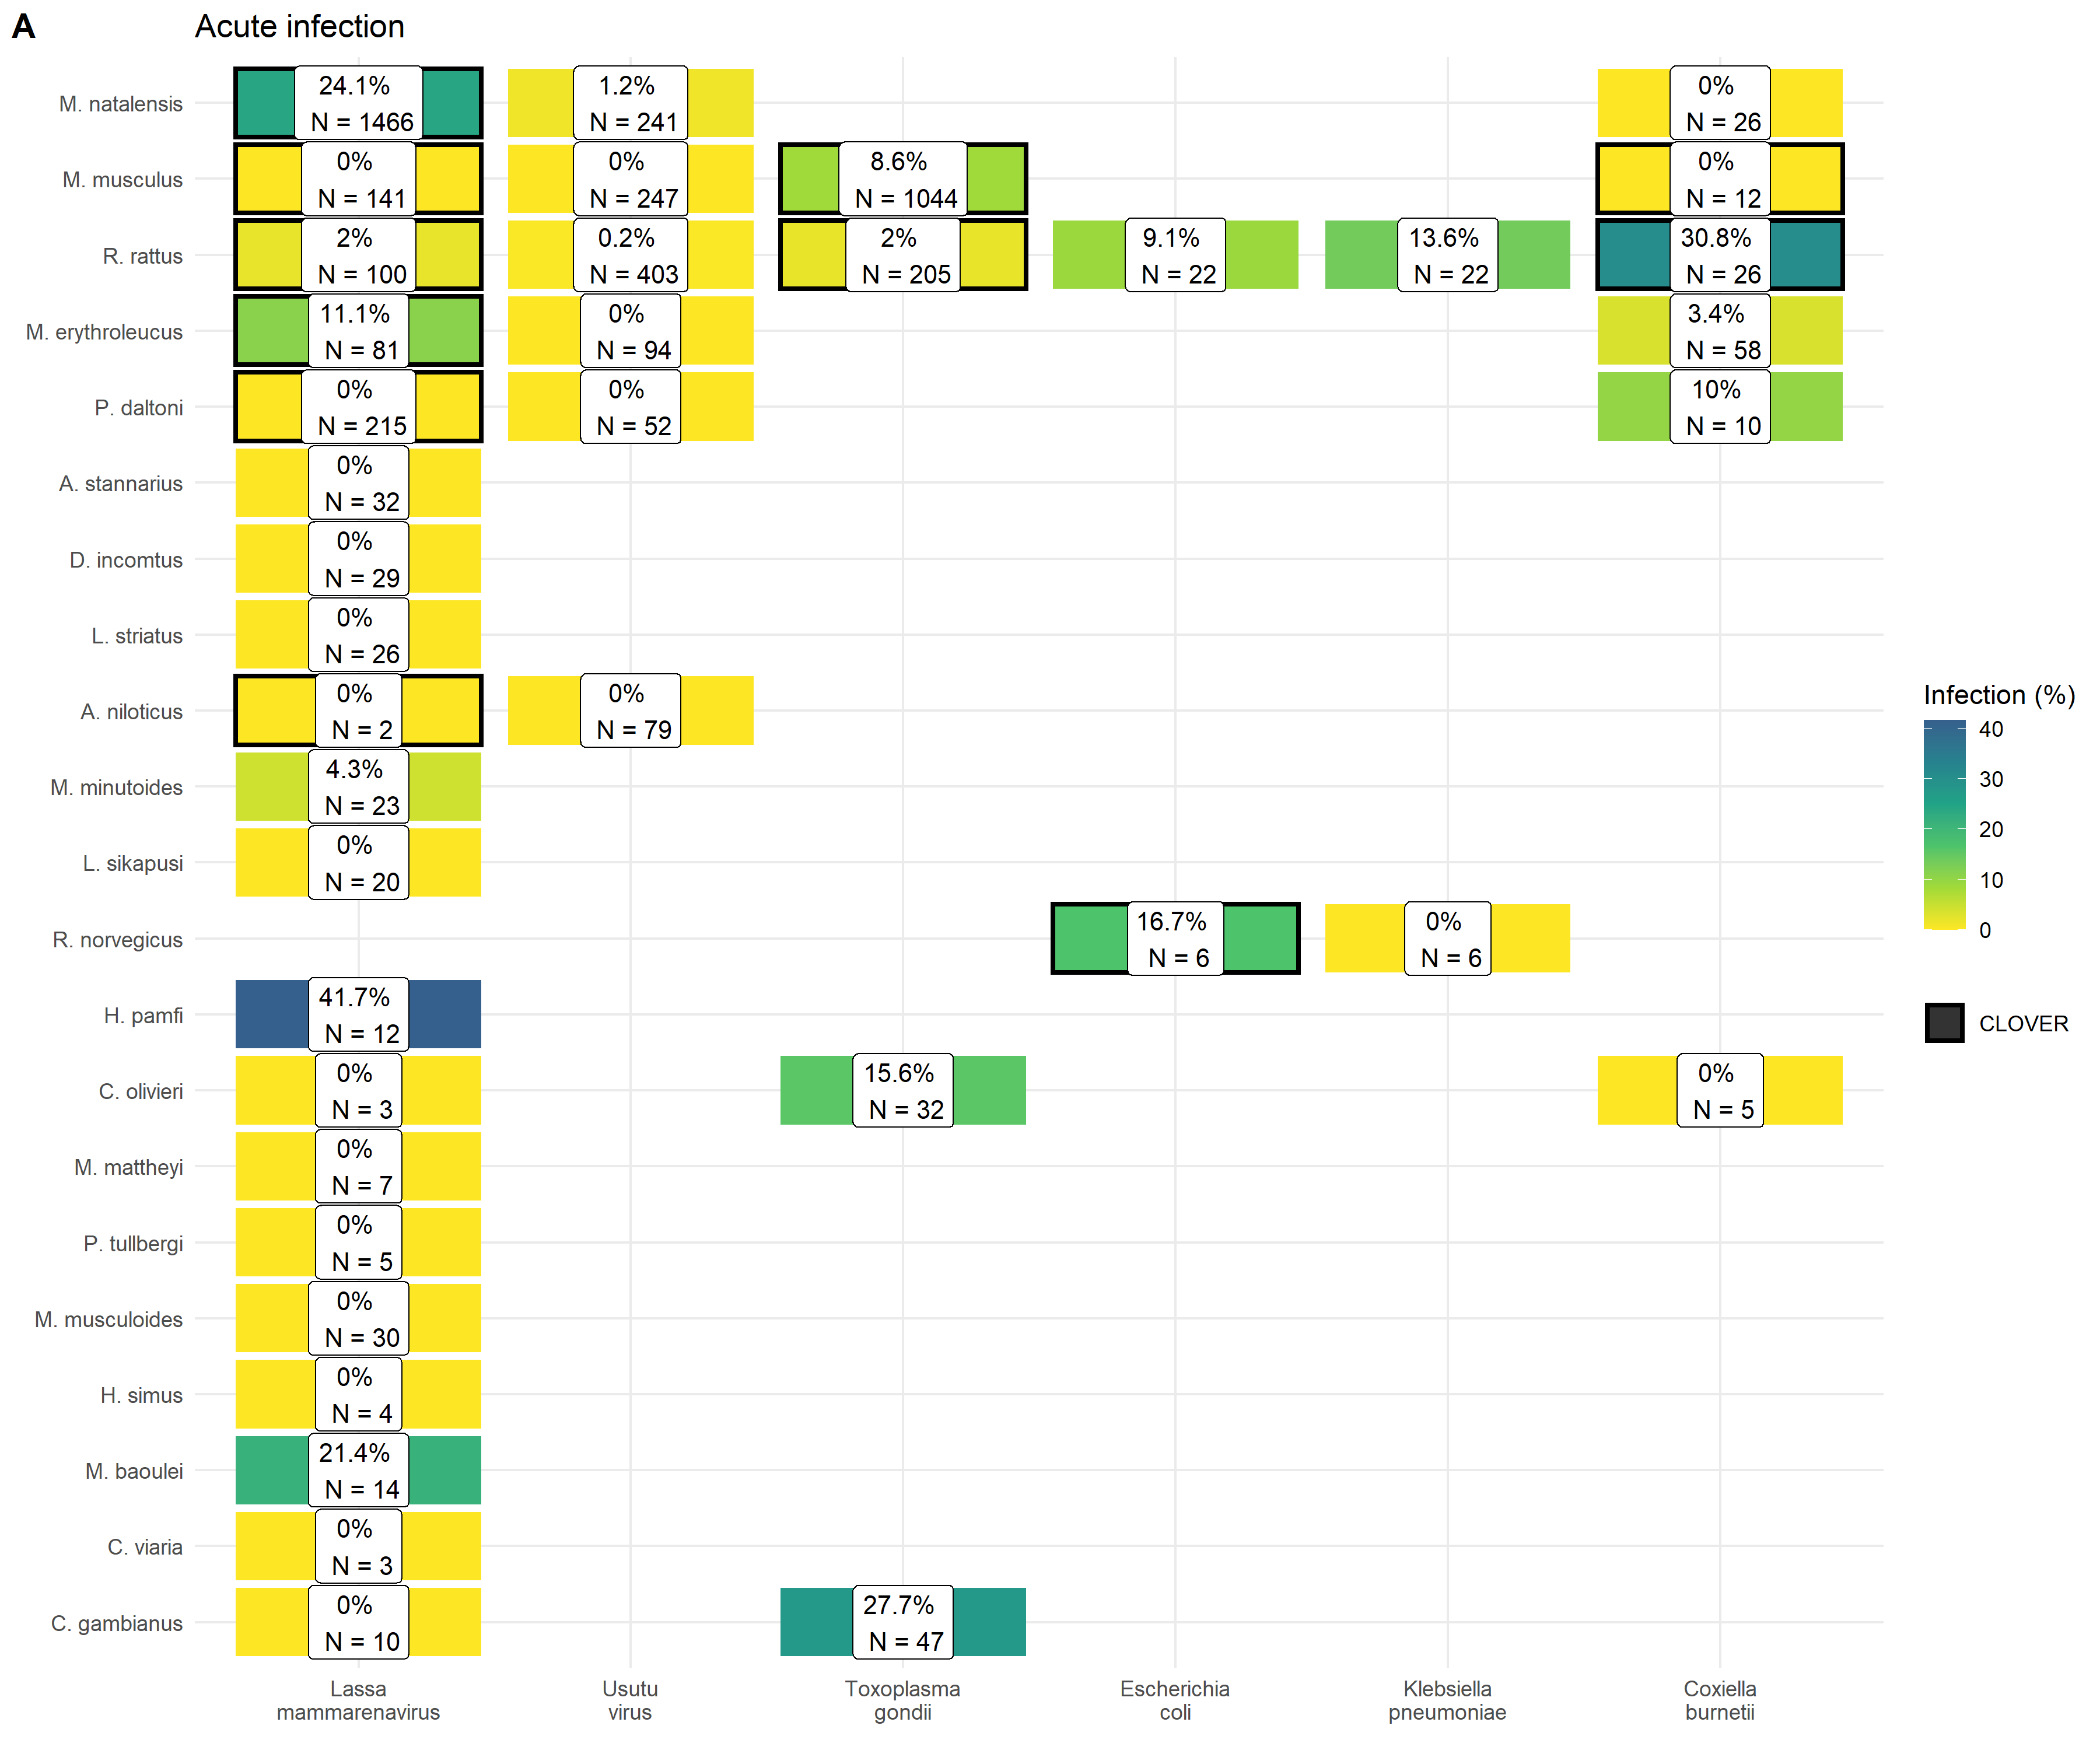 A
Acute infection
M. natalensis
24.1%
N = 1466
1.2%
N = 241
0%
N = 26
M. musculus
0%
N = 141
0%
N = 247
8.6%
N = 1044
0%
N = 12
R. rattus
2%
N = 100
0.2%
N = 403
2%
N = 205
9.1%
N = 22
13.6%
N = 22
30.8%
N = 26
M. erythroleucus
11.1%
N = 81
0%
N = 94
3.4%
N = 58
P. daltoni
0%
N = 215
0%
N = 52
10%
N = 10
A. stannarius
0%
N = 32
D. incomtus
0%
N = 29
L. striatus
0%
N = 26
A. niloticus
0%
N = 2
0%
N = 79
M. minutoides
4.3%
N = 23
L. sikapusi
0%
N = 20
R. norvegicus
16.7%
N = 6
0%
N = 6
H. pamfi
41.7%
N = 12
C. olivieri
0%
N = 3
15.6%
N = 32
0%
N = 5
M. mattheyi
0%
N = 7
P. tullbergi
0%
N = 5
M. musculoides
0%
N = 30
H. simus
0%
N = 4
M. baoulei
21.4%
N = 14
C. viaria
0%
N = 3
C. gambianus
0%
N = 10
27.7%
N = 47
Lassa
mammarenavirus
Usutu
virus
Toxoplasma
gondii
Escherichia
coli
Klebsiella
pneumoniae
Coxiella
burnetii
Infection (%)
40
30
20
10
0
CLOVER